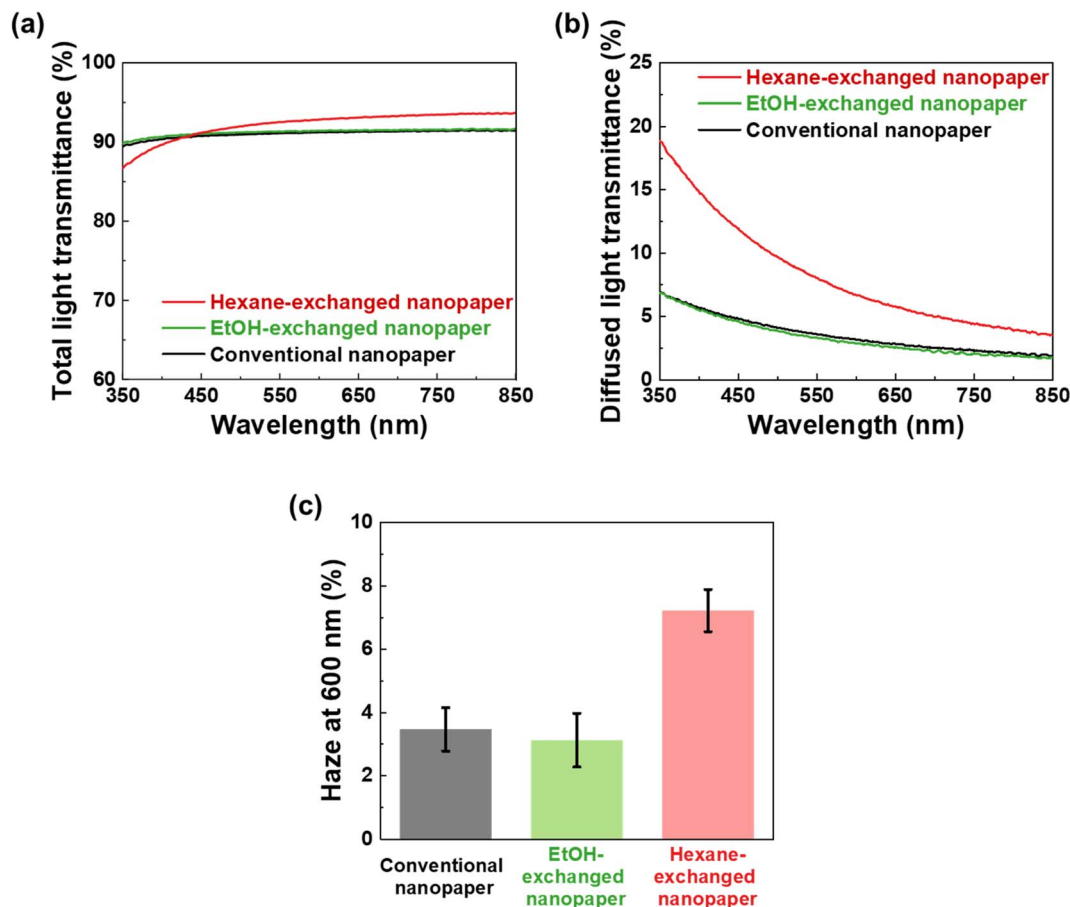 (a)
Total light transmittance (%)
100
90
80
70
60
Hexane-exchanged nanopaper
EtOH-exchanged nanopaper
Conventional nanopaper
350 450 550 650 750 850
Wavelength (nm)
(b)
Diffused light transmittance (%)
25
20
15
10
5
0
Hexane-exchanged nanopaper
EtOH-exchanged nanopaper
Conventional nanopaper
350 450 550 650 750 850
Wavelength (nm)
(c)
Haze at 600 nm (%)
10
8
6
4
2
0
Conventional
nanopaper
EtOH-
exchanged
nanopaper
Hexane-
exchanged
nanopaper